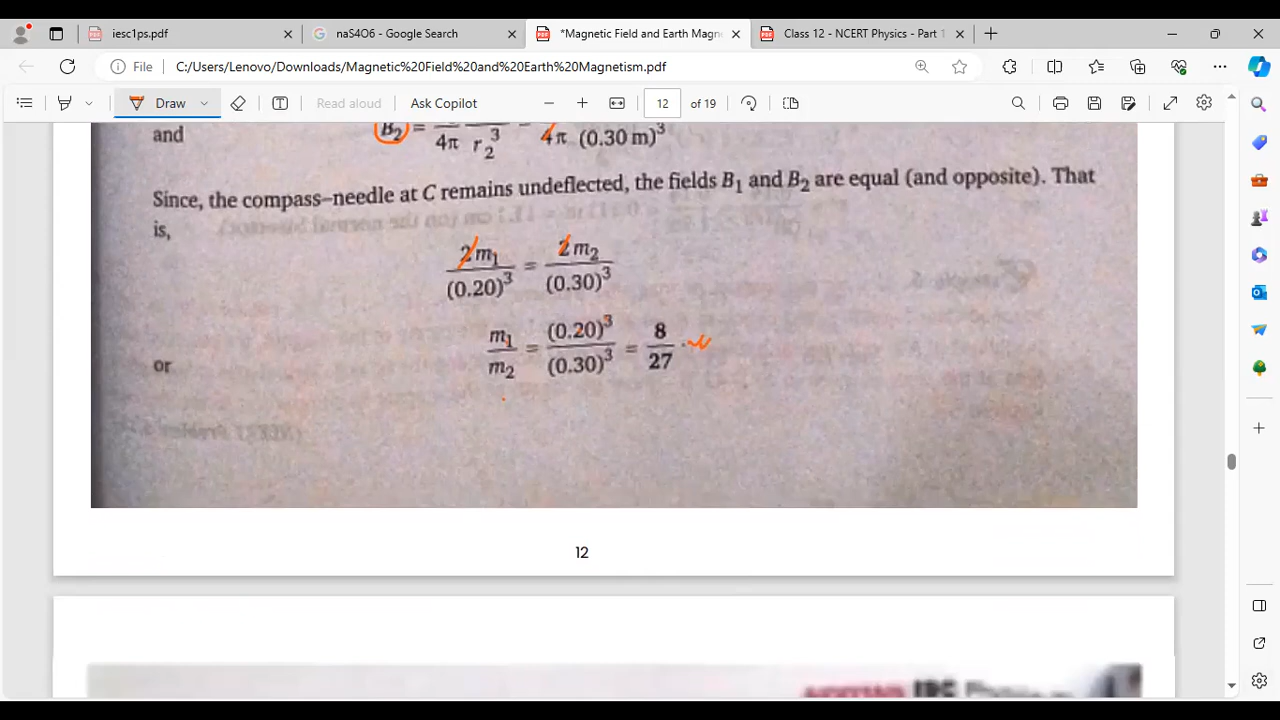 iesc1ps.pdf
naS4O6 - Google Search
*Magnetic Field and Earth Magn
Class 12 - NCERT Physics - Part 1
File
C:/Users/Lenovo/Downloads/Magnetic%20Field%20and%20Earth%20Magnetism.pdf
Draw
Read aloud
Ask Copilot
12 of 19
and B₂ = 4π r₂³ = 4π (0.30 m)³
Since, the compass–needle at C remains undeflected, the fields B₁ and B₂ are equal (and opposite). That
is,
2m₁/(0.20)³ = 2m₂/(0.30)³
or m₁/m₂ = (0.20)³/(0.30)³ = 8/27 .
12